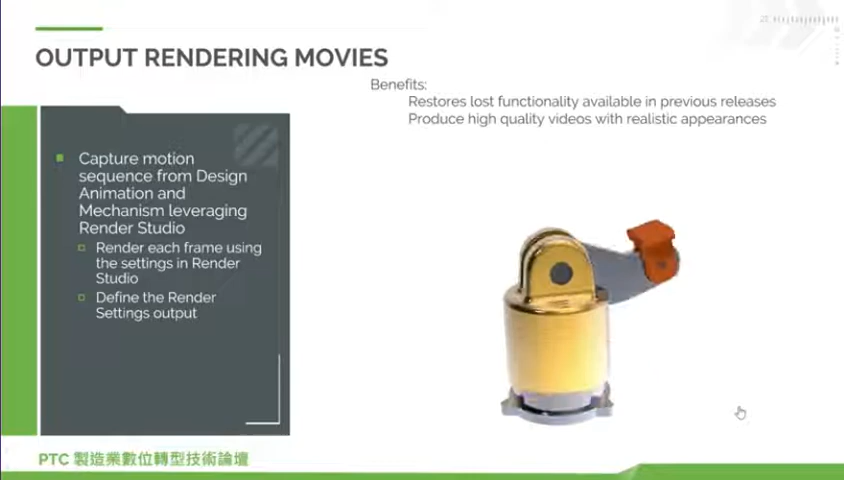 OUTPUT RENDERING MOVIES
Benefits:
Restores lost functionality available in previous releases
Produce high quality videos with realistic appearances
Capture motion
sequence from Design
Animation and
Mechanism leveraging
Render Studio
Render each frame using
the settings in Render
Studio
Define the Render
Settings output
PTC 製造業數位轉型技術論壇